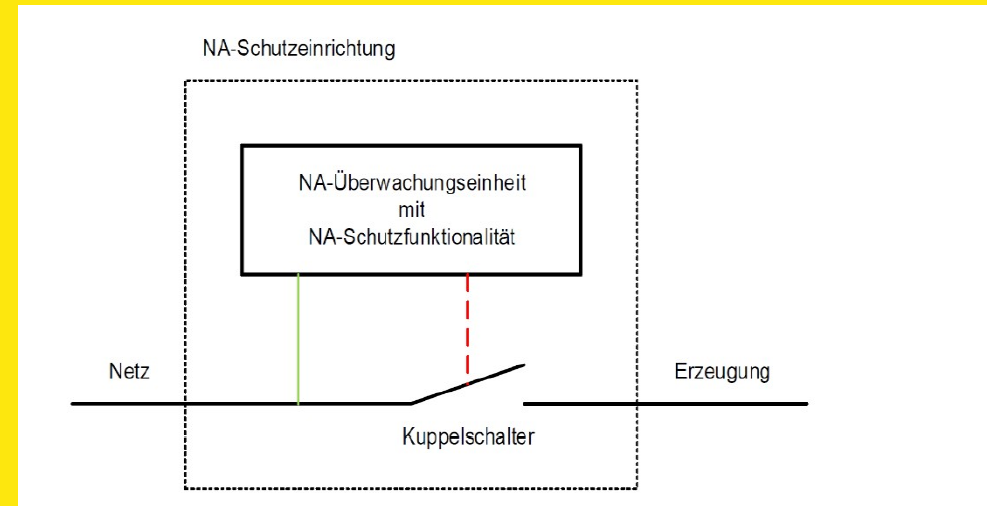 NA-Schutzeinrichtung
NA-Überwachungseinheit
mit
NA-Schutzfunktionalität
Netz
Erzeugung
Kuppelschalter